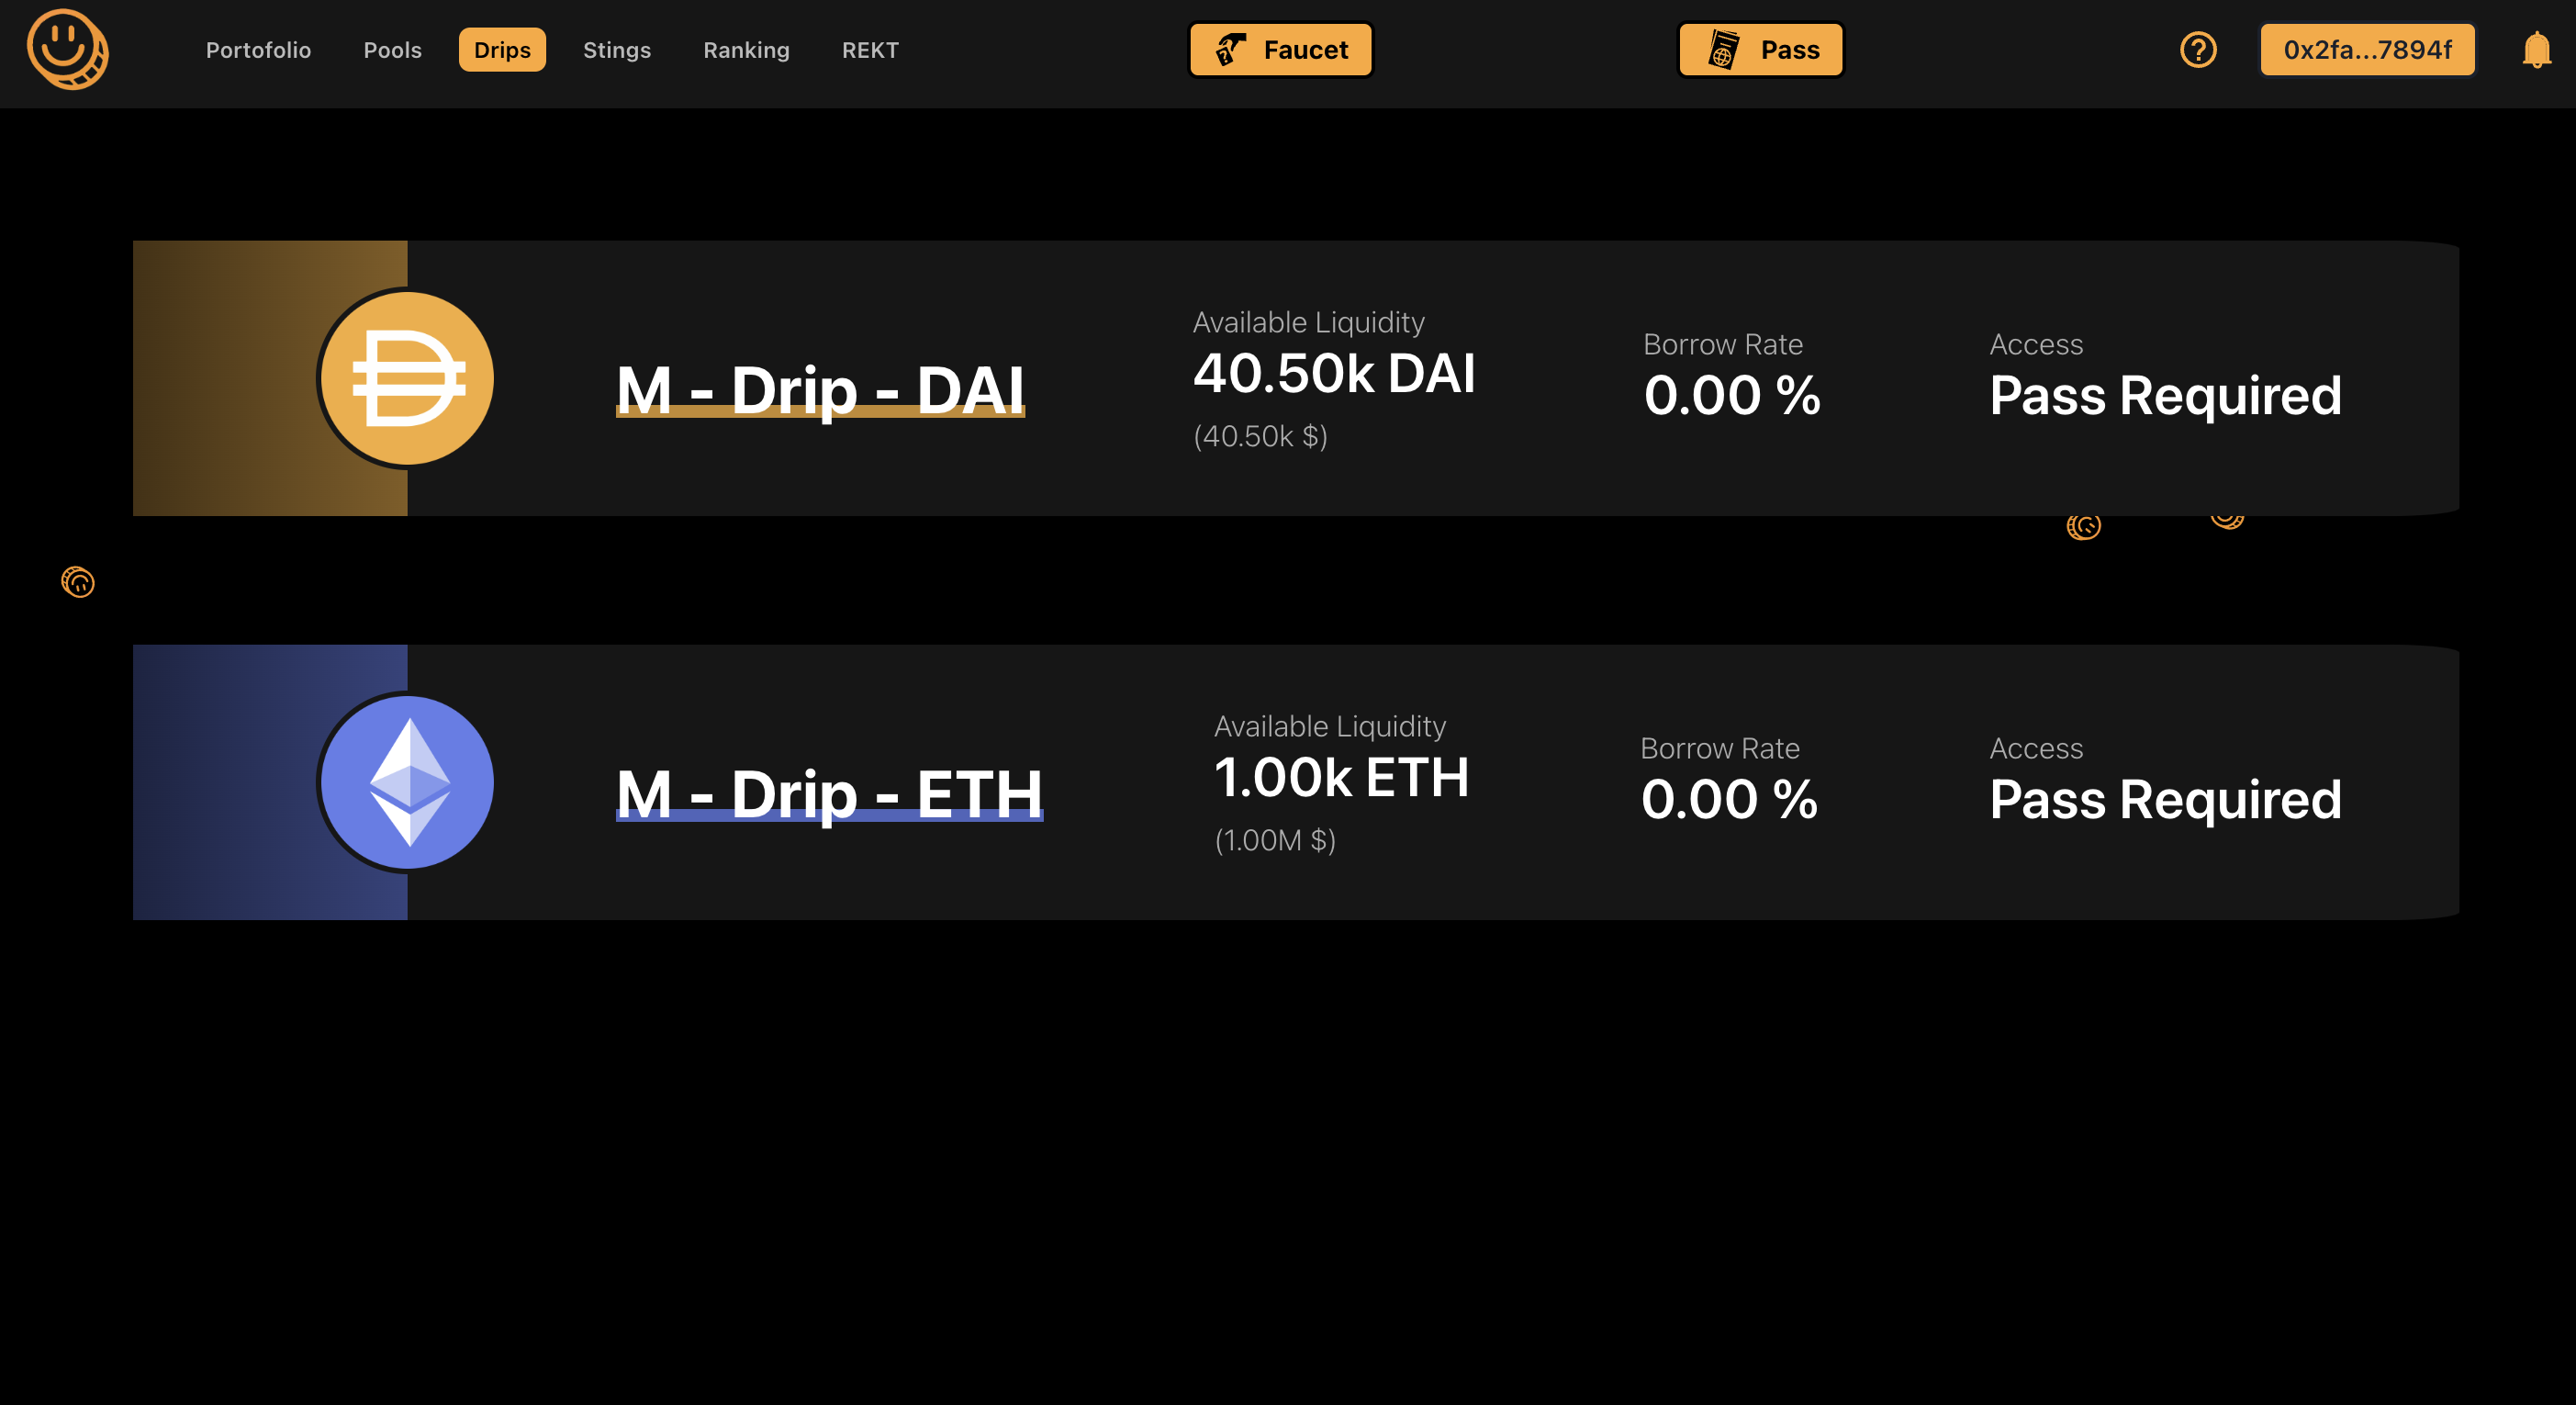 Portofolio Pools Drips Stings Ranking REKT Faucet Pass 0x2fa...7894f
M - Drip - DAI
Available Liquidity
40.50k DAI
(40.50k $)
Borrow Rate
0.00 %
Access
Pass Required
M - Drip - ETH
Available Liquidity
1.00k ETH
(1.00M $)
Borrow Rate
0.00 %
Access
Pass Required